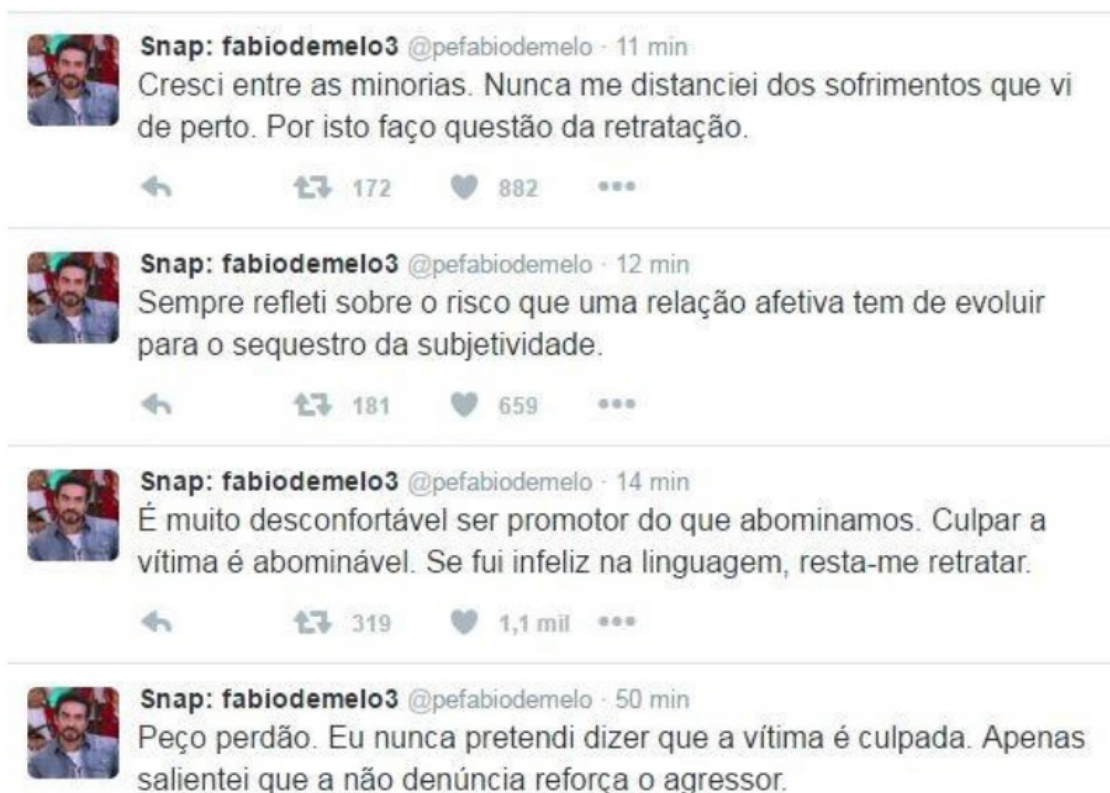 Snap: fabiodemelo3 @pefabiodemelo · 11 min
Cresci entre as minorias. Nunca me distanciei dos sofrimentos que vi
de perto. Por isto faço questão da retratação.
172 882
Snap: fabiodemelo3 @pefabiodemelo · 12 min
Sempre refleti sobre o risco que uma relação afetiva tem de evoluir
para o sequestro da subjetividade.
181 659
Snap: fabiodemelo3 @pefabiodemelo · 14 min
É muito desconfortável ser promotor do que abominamos. Culpar a
vítima é abominável. Se fui infeliz na linguagem, resta-me retratar.
319 1,1 mil
Snap: fabiodemelo3 @pefabiodemelo · 50 min
Peço perdão. Eu nunca pretendi dizer que a vítima é culpada. Apenas
salientei que a não denúncia reforça o agressor.